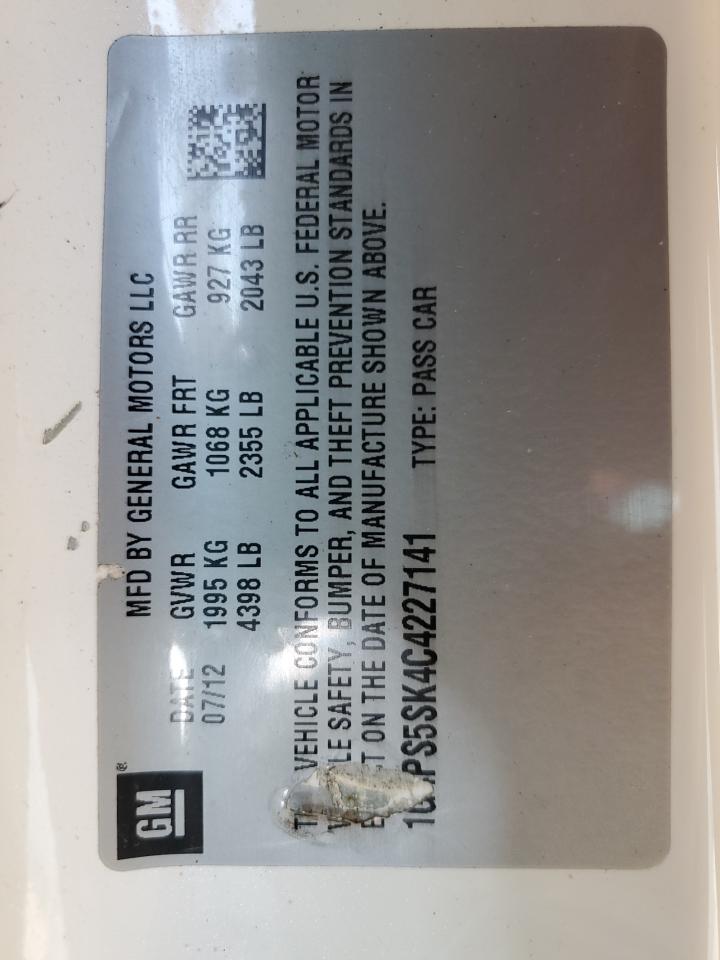 GM®
MFD BY GENERAL MOTORS LLC
DATE GVWR GAWR FRT GAWR RR
07/12 1995 KG 1068 KG 927 KG
4398 LB 2355 LB 2043 LB
VEHICLE CONFORMS TO ALL APPLICABLE U.S. FEDERAL MOTOR
SAFETY, BUMPER, AND THEFT PREVENTION STANDARDS IN
ON THE DATE OF MANUFACTURE SHOWN ABOVE.
TYPE: PASS CAR